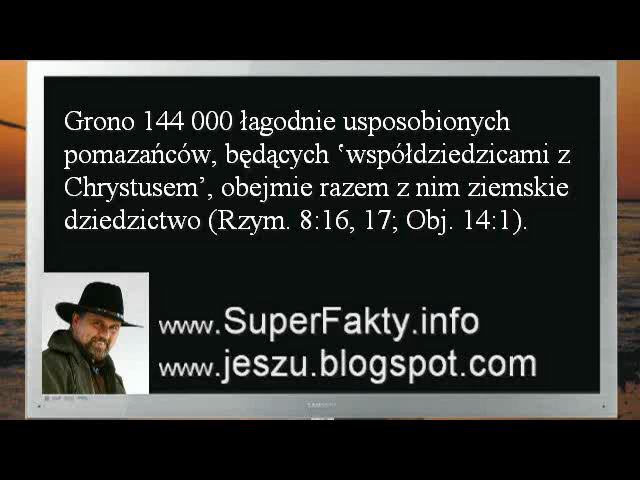 Grono 144 000 łagodnie usposobionych
pomazańców, będących ‛współdziedzicami z
Chrystusem’, obejmie razem z nim ziemskie
dziedzictwo (Rzym. 8:16, 17; Obj. 14:1).
www.SuperFakty.info
www.jeszu.blogspot.com
SAMSUNG